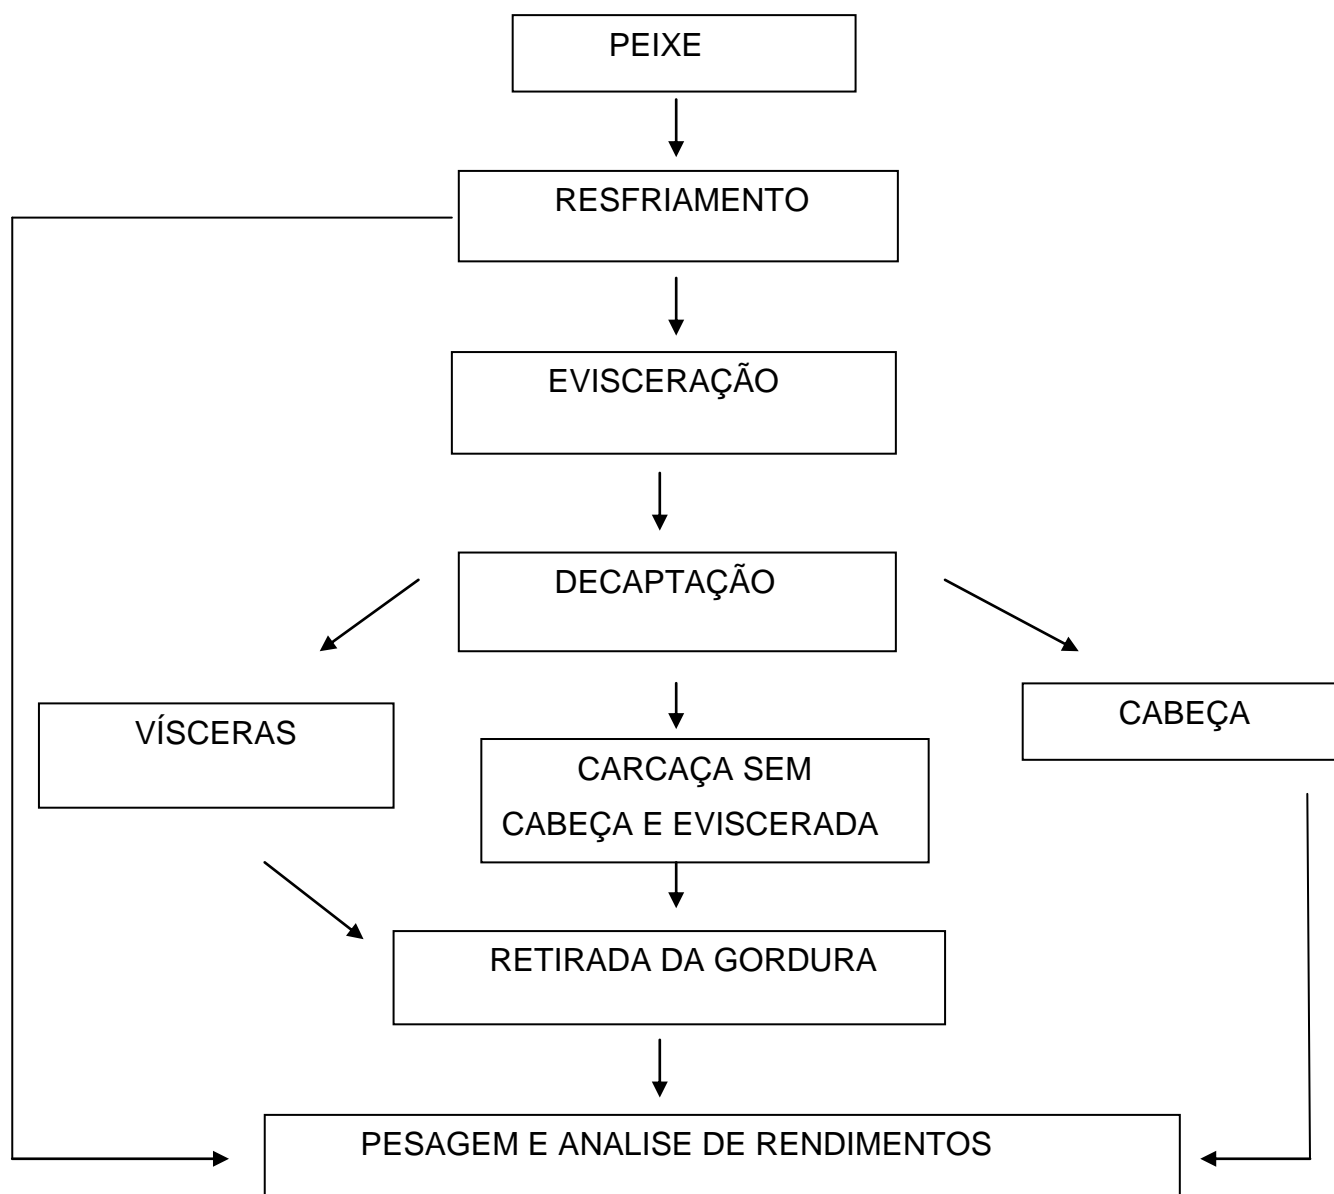 PEIXE
RESFRIAMENTO
EVISCERAÇÃO
DECAPTAÇÃO
VÍSCERAS
CABEÇA
CARCAÇA SEM
CABEÇA E EVISCERADA
RETIRADA DA GORDURA
PESAGEM E ANALISE DE RENDIMENTOS